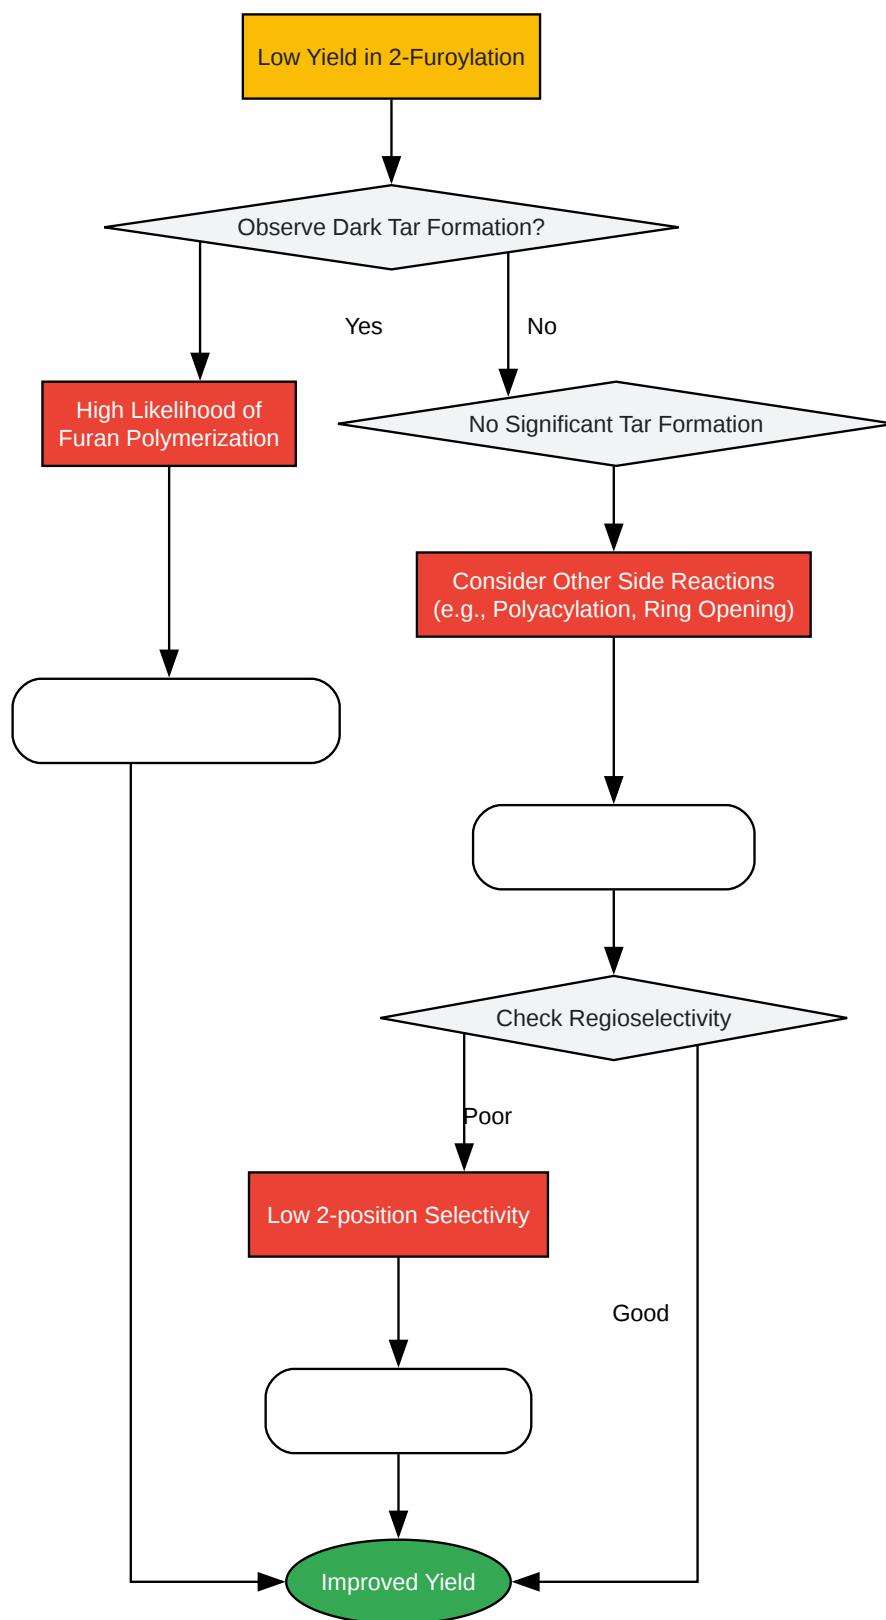 Low Yield in 2-Furoylation
Observe Dark Tar Formation?
Yes
No
High Likelihood of
Furan Polymerization
No Significant Tar Formation
Consider Other Side Reactions
(e.g., Polyacylation, Ring Opening)
Check Regioselectivity
Poor
Low 2-position Selectivity
Good
Improved Yield